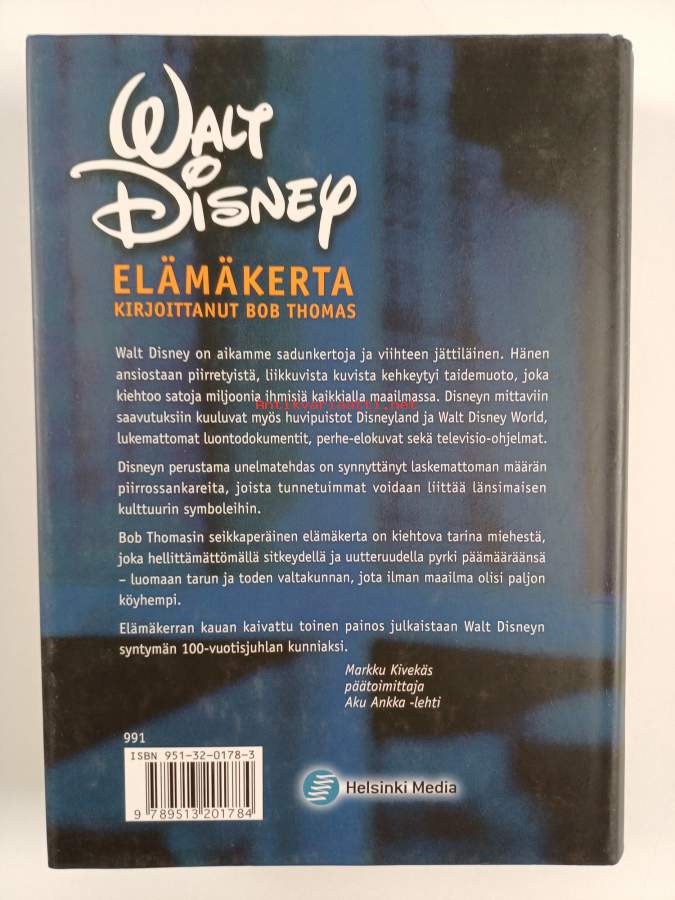 WALT
DISNEY
ELÄMÄKERTA
KIRJOITTANUT BOB THOMAS
Walt Disney on aikamme sadunkertoja ja viihteen jättiläinen. Hänen
ansiostaan piirretyistä, liikkuvista kuvista kehkeytyi taidemuoto, joka
kiehtoo satoja miljoonia ihmisiä kaikkialla maailmassa. Disneyn mittaviin
Antikvariaatti.net
saavutuksiin kuuluvat myös huvipuistot Disneyland ja Walt Disney World,
lukemattomat luontodokumentit, perhe-elokuvat sekä televisio-ohjelmat.
Disneyn perustama unelmatehdas on synnyttänyt laskemattoman määrän
piirrossankareita, joista tunnetuimmat voidaan liittää länsimaisen
kulttuurin symboleihin.
Bob Thomasin seikkaperäinen elämäkerta on kiehtova tarina miehestä,
joka hellittämättömällä sitkeydellä ja uutteruudella pyrki päämääräänsä
– luomaan tarun ja toden valtakunnan, jota ilman maailma olisi paljon
köyhempi.
Elämäkerran kauan kaivattu toinen painos julkaistaan Walt Disneyn
syntymän 100-vuotisjuhlan kunniaksi.
Markku Kivekäs
päätoimittaja
Aku Ankka -lehti
991
ISBN 951-32-0178-3
9 789513 201784
Helsinki Media